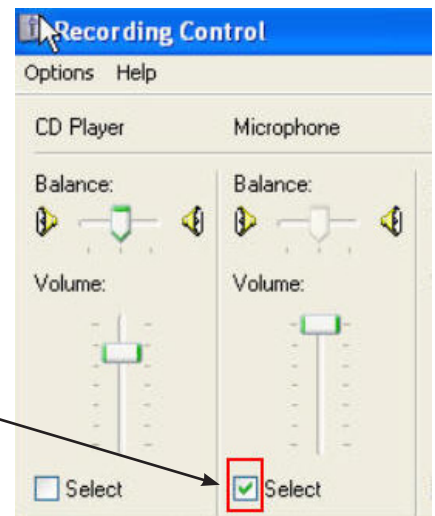 Recording Control
Options Help
CD Player Microphone
Balance: Balance:
Volume: Volume:
Select Select